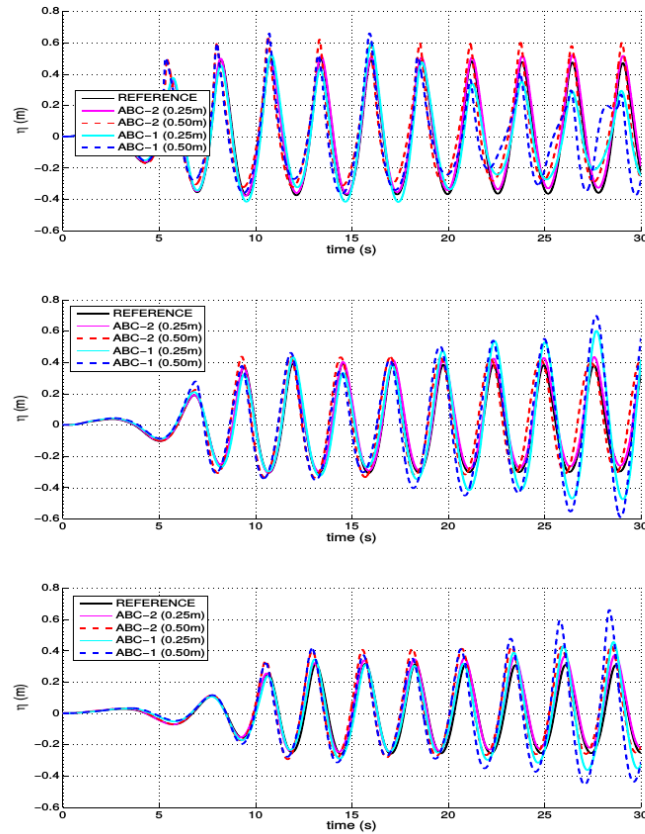 0.8
0.6
0.4
0.2
0
−0.2
−0.4
−0.6
η (m)
REFERENCE
ABC−2 (0.25m)
ABC−2 (0.50m)
ABC−1 (0.25m)
ABC−1 (0.50m)
0 5 10 15 20 25 30
time (s)
0.8
0.6
0.4
0.2
0
−0.2
−0.4
−0.6
η (m)
REFERENCE
ABC−2 (0.25m)
ABC−2 (0.50m)
ABC−1 (0.25m)
ABC−1 (0.50m)
0 5 10 15 20 25 30
time (s)
0.8
0.6
0.4
0.2
0
−0.2
−0.4
−0.6
η (m)
REFERENCE
ABC−2 (0.25m)
ABC−2 (0.50m)
ABC−1 (0.25m)
ABC−1 (0.50m)
0 5 10 15 20 25 30
time (s)